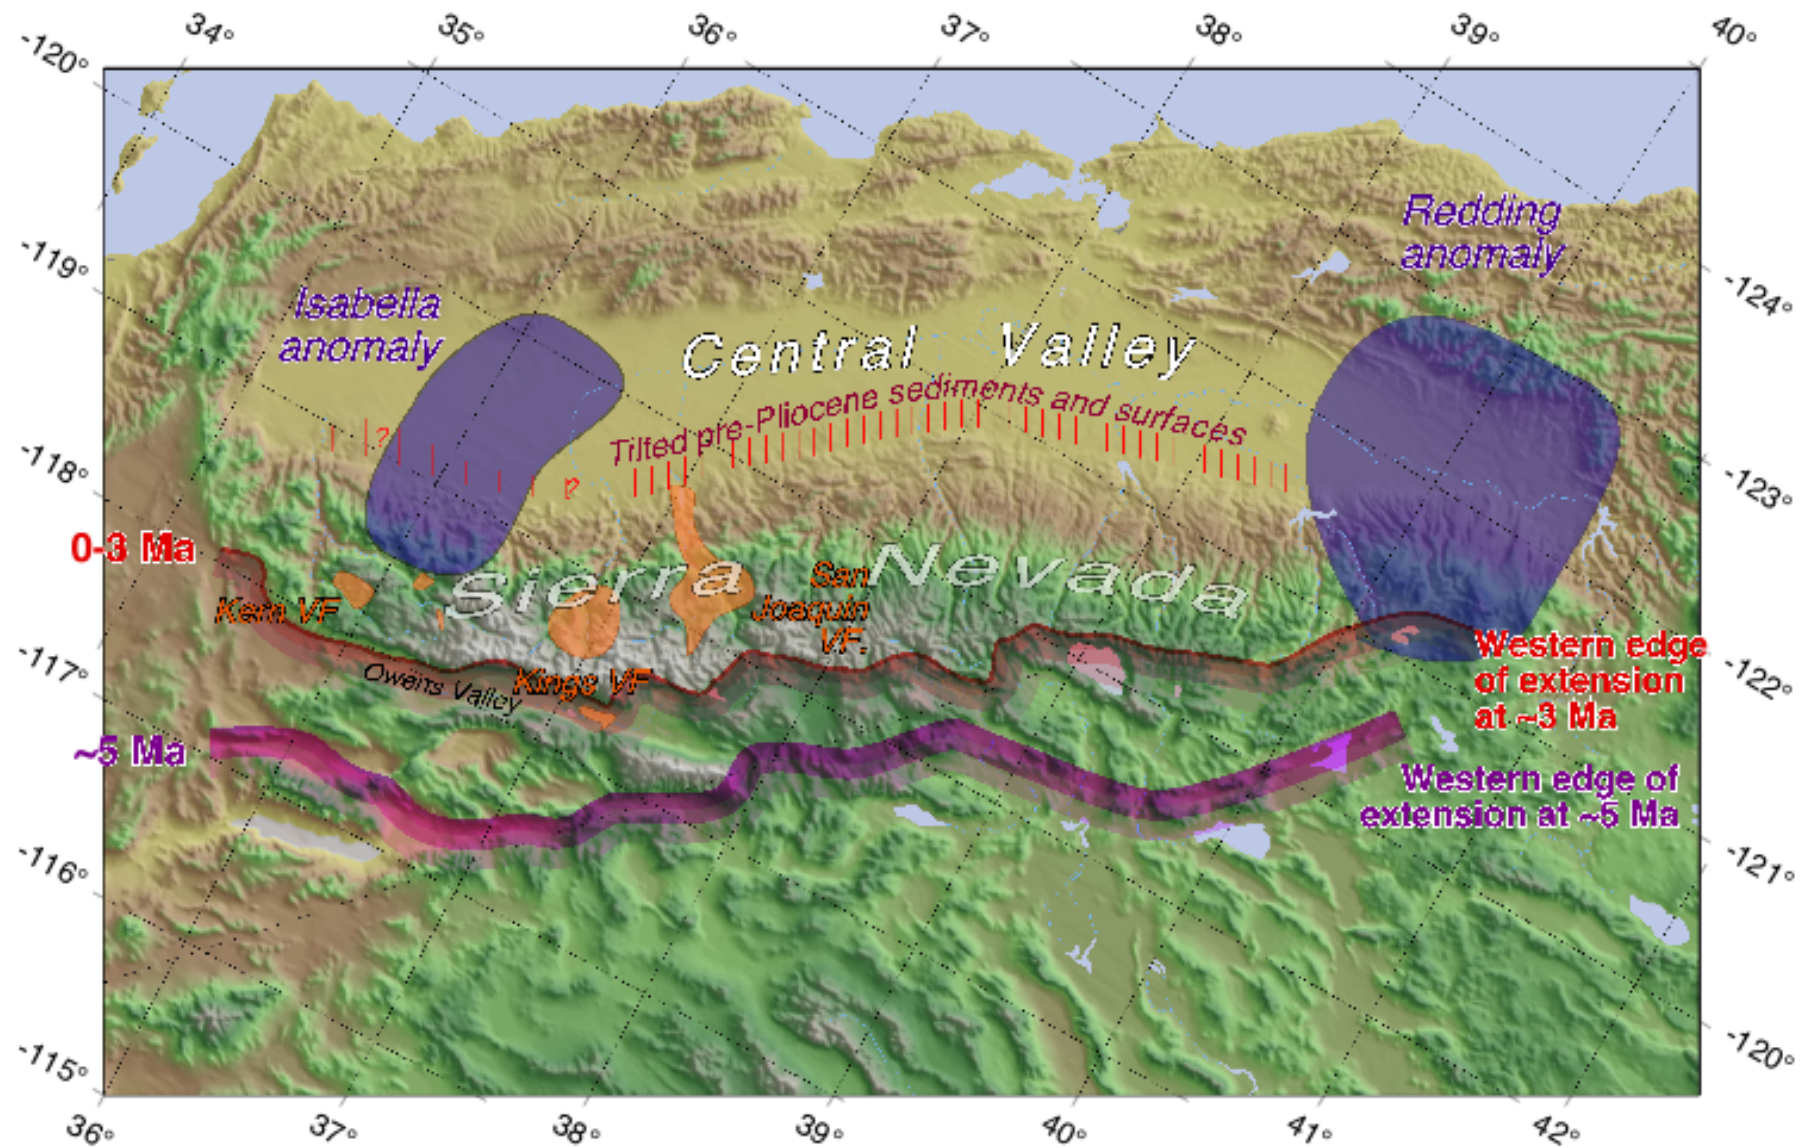 34° 35° 36° 37° 38° 39° 40°
-120°
-119°
-118°
-117°
-116°
-115°
-124°
-123°
-122°
-121°
-120°
Redding
anomaly
Isabella
anomaly
Central Valley
Tilted pre-Pliocene sediments and surfaces
?
?
0-3 Ma
Sierra Nevada
San
Joaquin
VF.
Kern VF
Owens Valley
Kings VF
Western edge
of extension
at ~3 Ma
~5 Ma
Western edge of
extension at ~5 Ma
36° 37° 38° 39° 40° 41° 42°